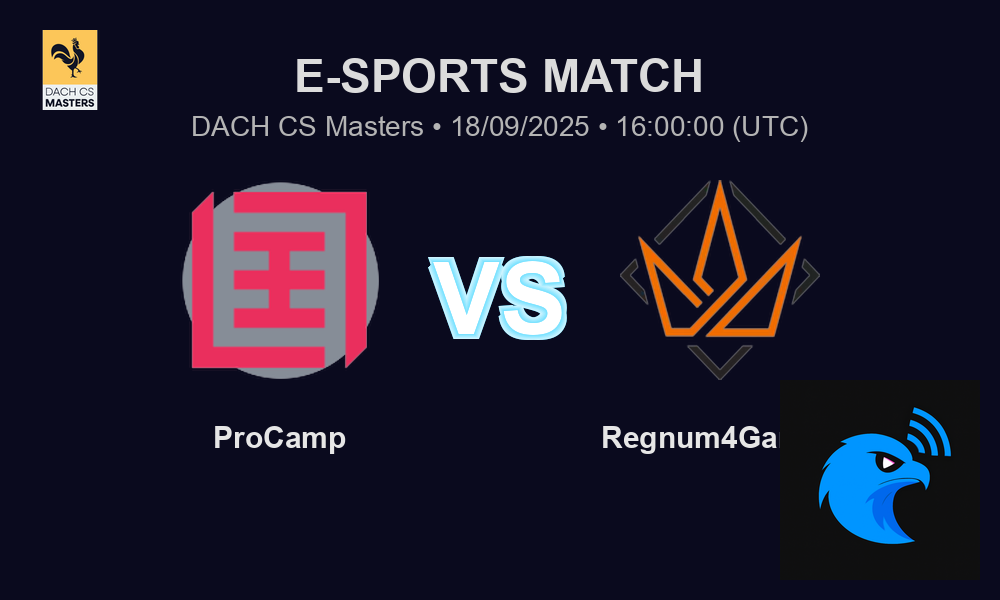 E-SPORTS MATCH
DACH CS Masters • 18/09/2025 • 16:00:00 (UTC)
DACH CS
MASTERS
VS
ProCamp